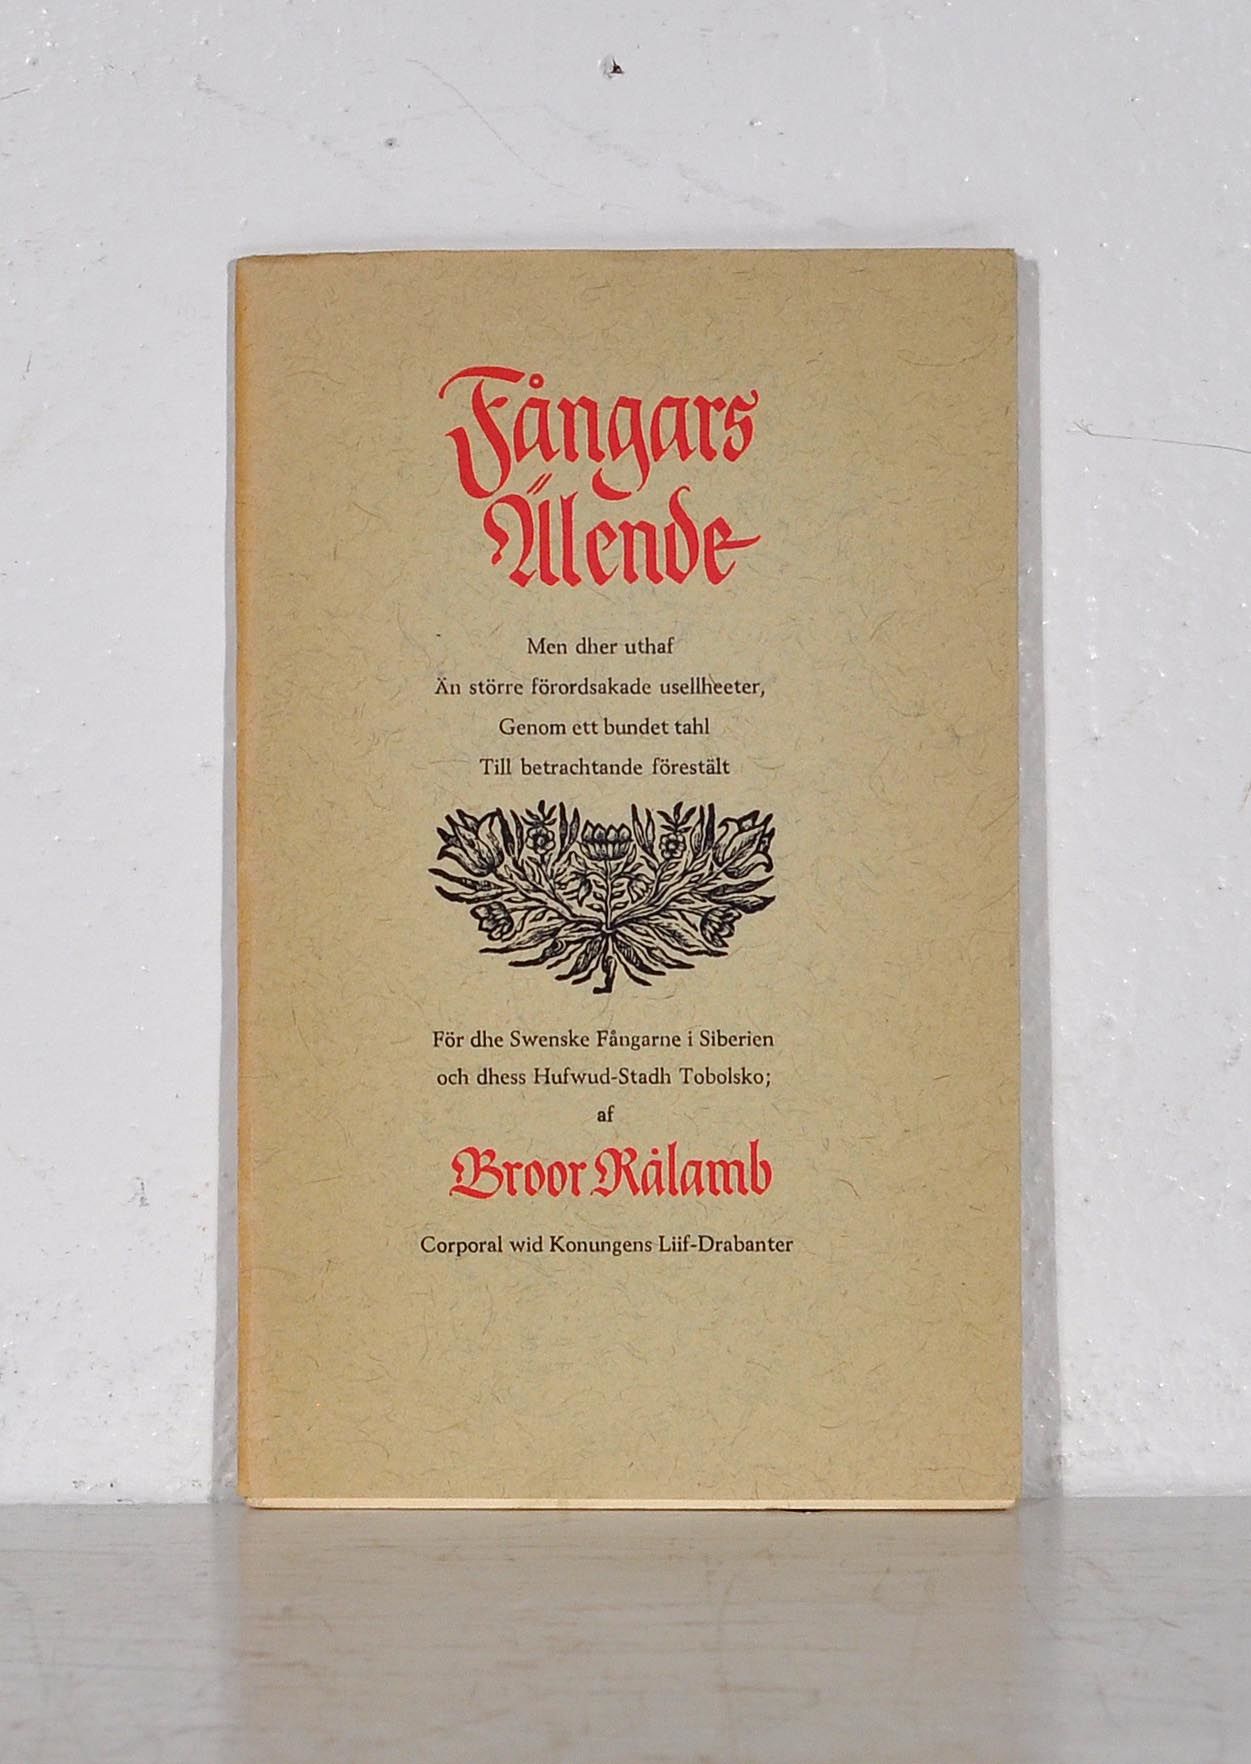 Fångars
Älende
Men dher uthaf
Än större förordsakade usellheeter,
Genom ett bundet tahl
Till betrachtande förestält
För dhe Swenske Fångarne i Siberien
och dhess Hufwud-Stadh Tobolsko;
af
Broor Rålamb
Corporal wid Konungens Liif-Drabanter